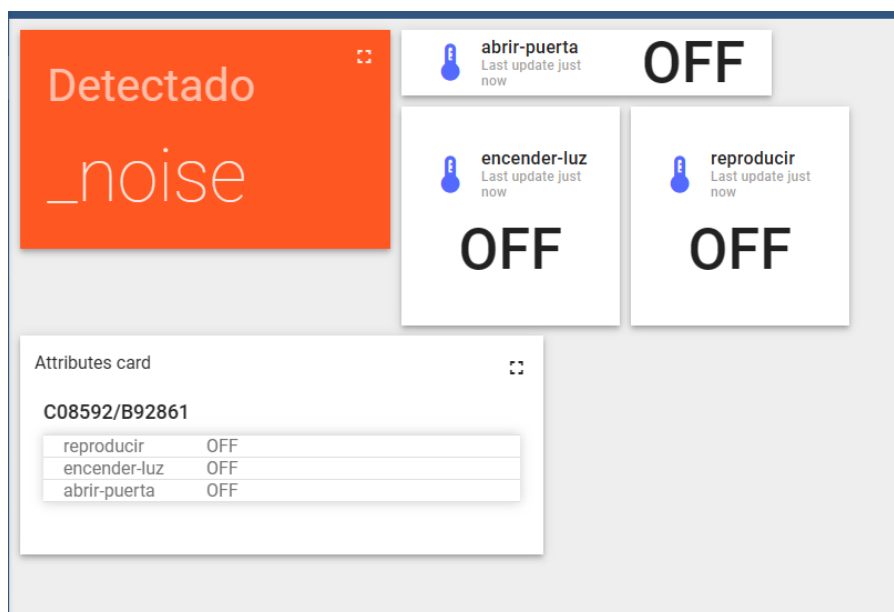 Detectado
_noise
abrir-puerta
Last update just
now
OFF
encender-luz
Last update just
now
OFF
reproducir
Last update just
now
OFF
Attributes card
C08592/B92861
reproducir OFF
encender-luz OFF
abrir-puerta OFF